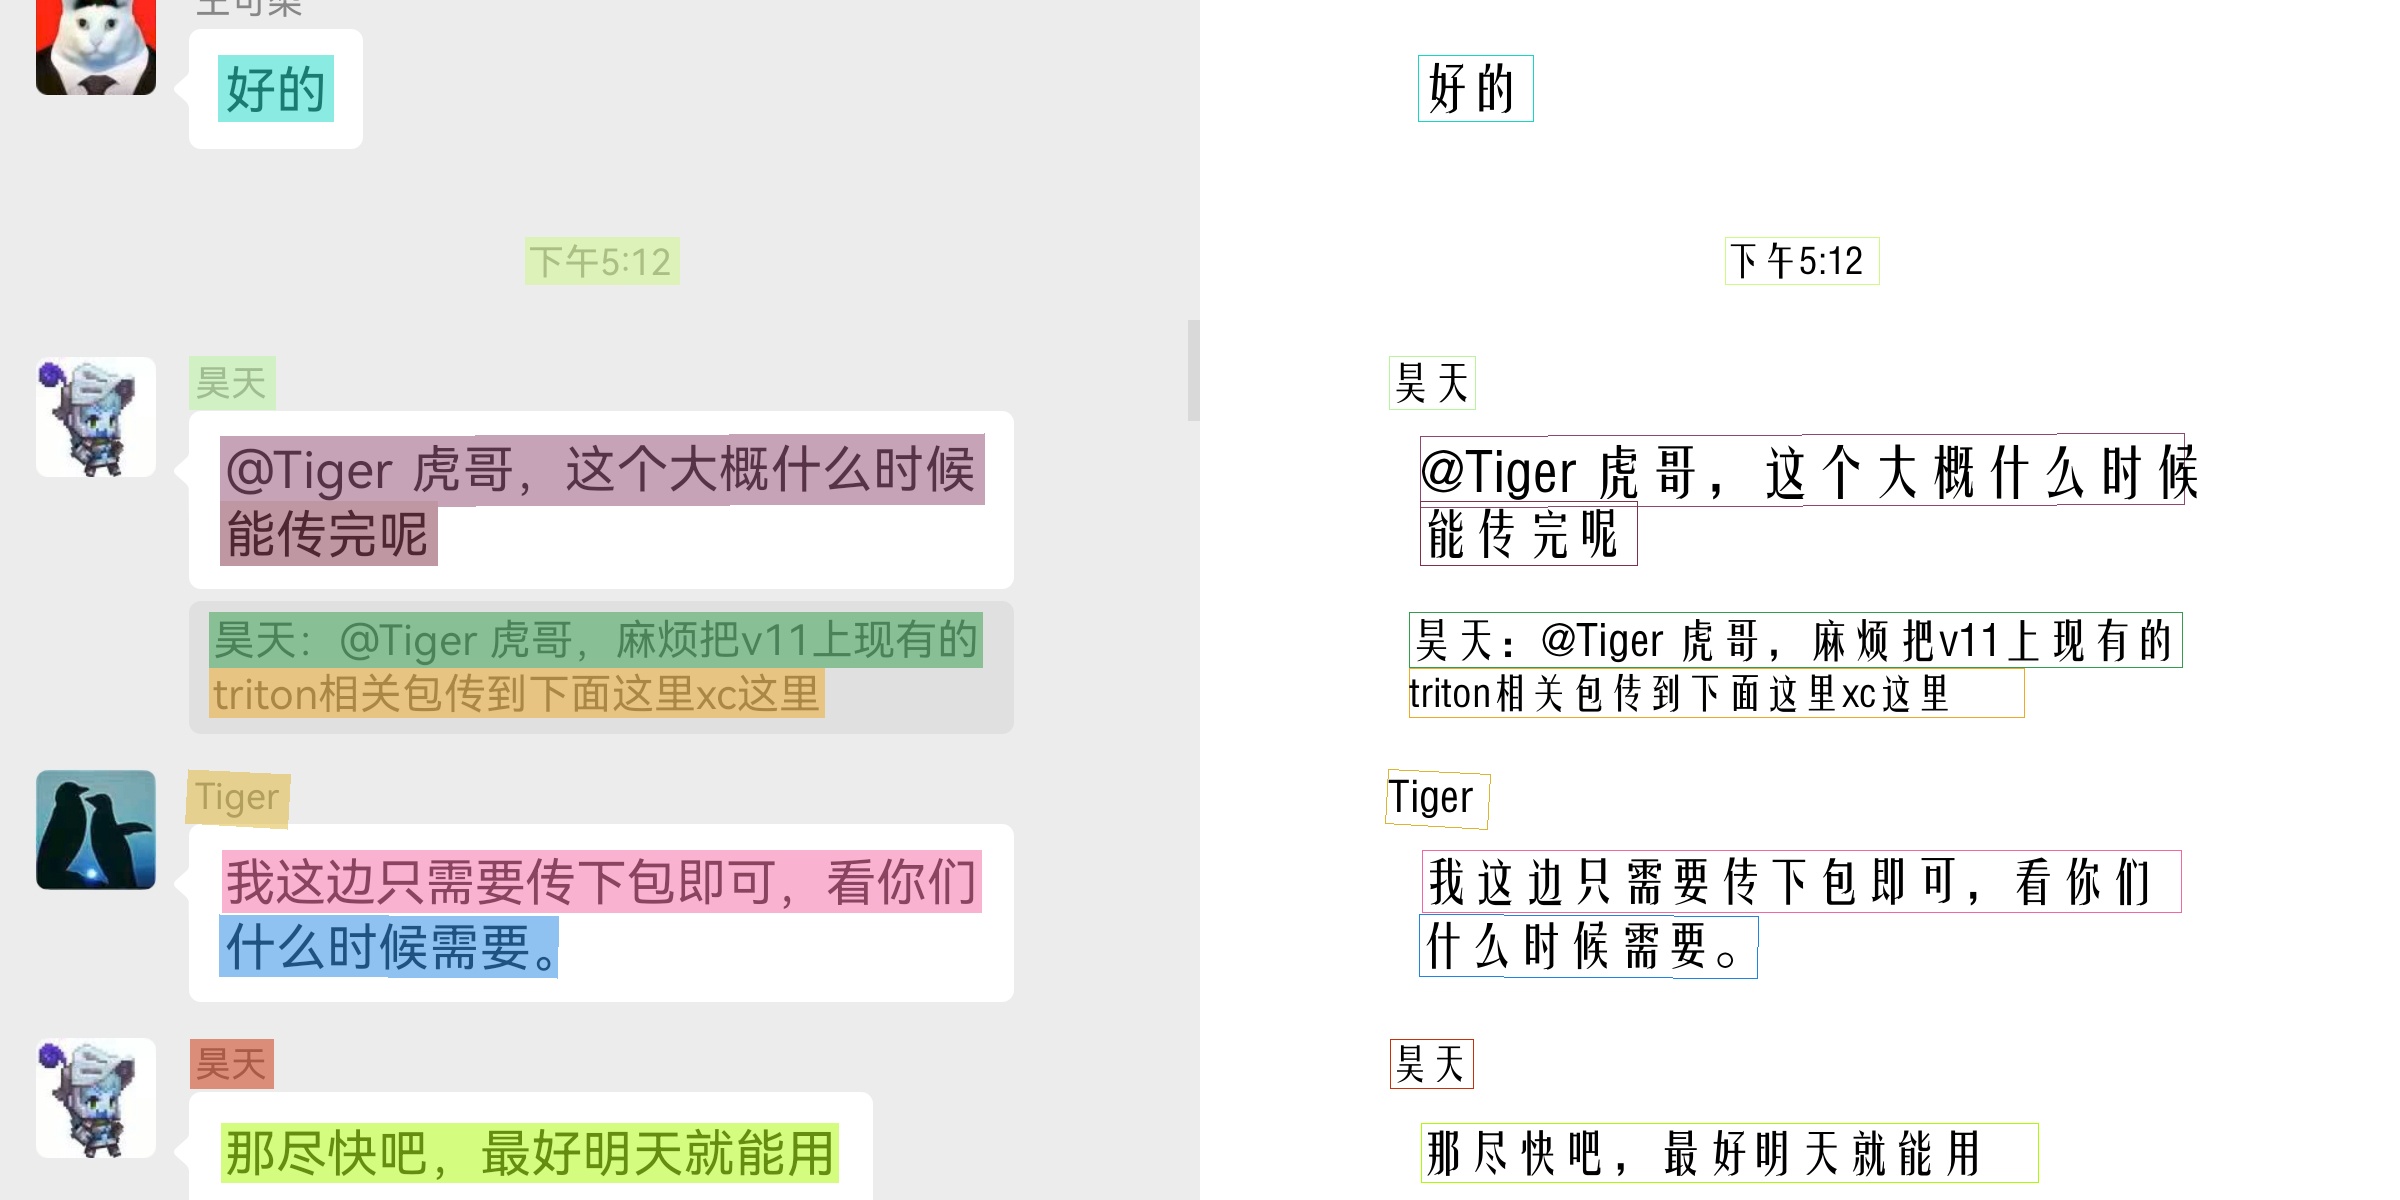 好的
好的
下午5:12
下午5:12
昊天
昊天
@Tiger 虎哥，这个大概什么时候
能传完呢
@Tiger 虎哥，这个大概什么时候
能传完呢
昊天：@Tiger 虎哥，麻烦把v11上现有的
triton相关包传到下面这里xc这里
昊天：@Tiger 虎哥，麻烦把v11上现有的
triton相关包传到下面这里xc这里
Tiger
Tiger
我这边只需要传下包即可，看你们
什么时候需要。
我这边只需要传下包即可，看你们
什么时候需要。
昊天
昊天
那尽快吧，最好明天就能用
那尽快吧，最好明天就能用